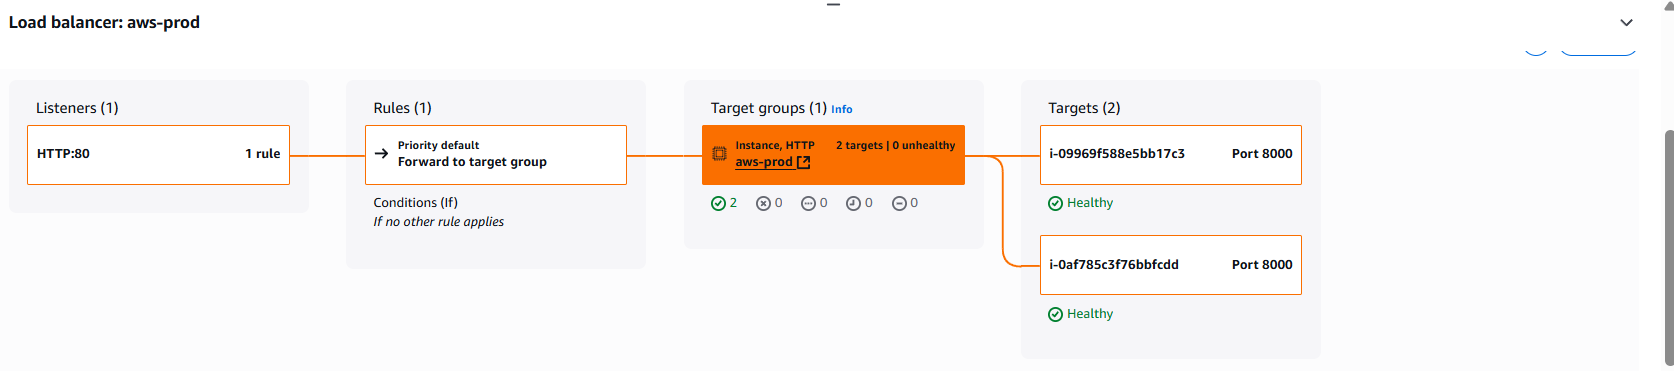 Load balancer: aws-prod
Listeners (1)
HTTP:80 1 rule
Rules (1)
Priority default
Forward to target group
Conditions (If)
If no other rule applies
Target groups (1) Info
Instance, HTTP 2 targets | 0 unhealthy
aws-prod
2 0 0 0 0
Targets (2)
i-09969f588e5bb17c3 Port 8000
Healthy
i-0af785c3f76bbfcdd Port 8000
Healthy